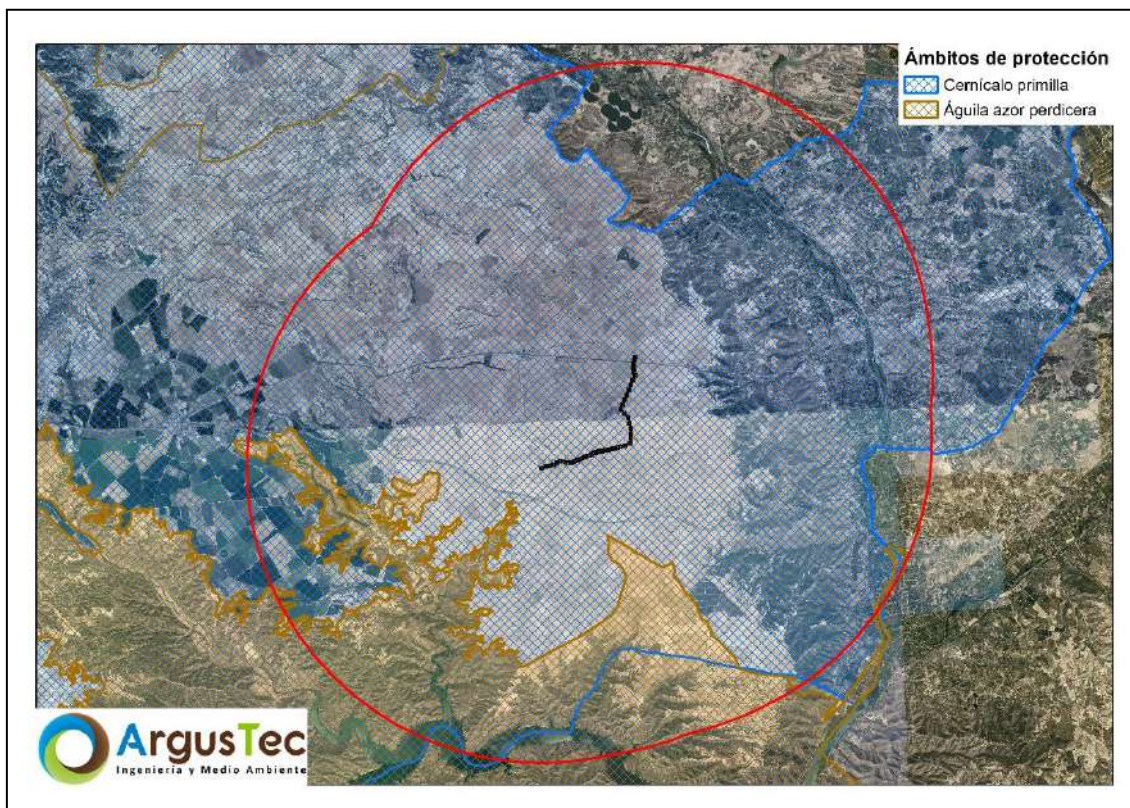 Ámbitos de protección
Cernícalo primilla
Águila azor perdicera
ArgusTec
Ingeniería y Medio Ambiente